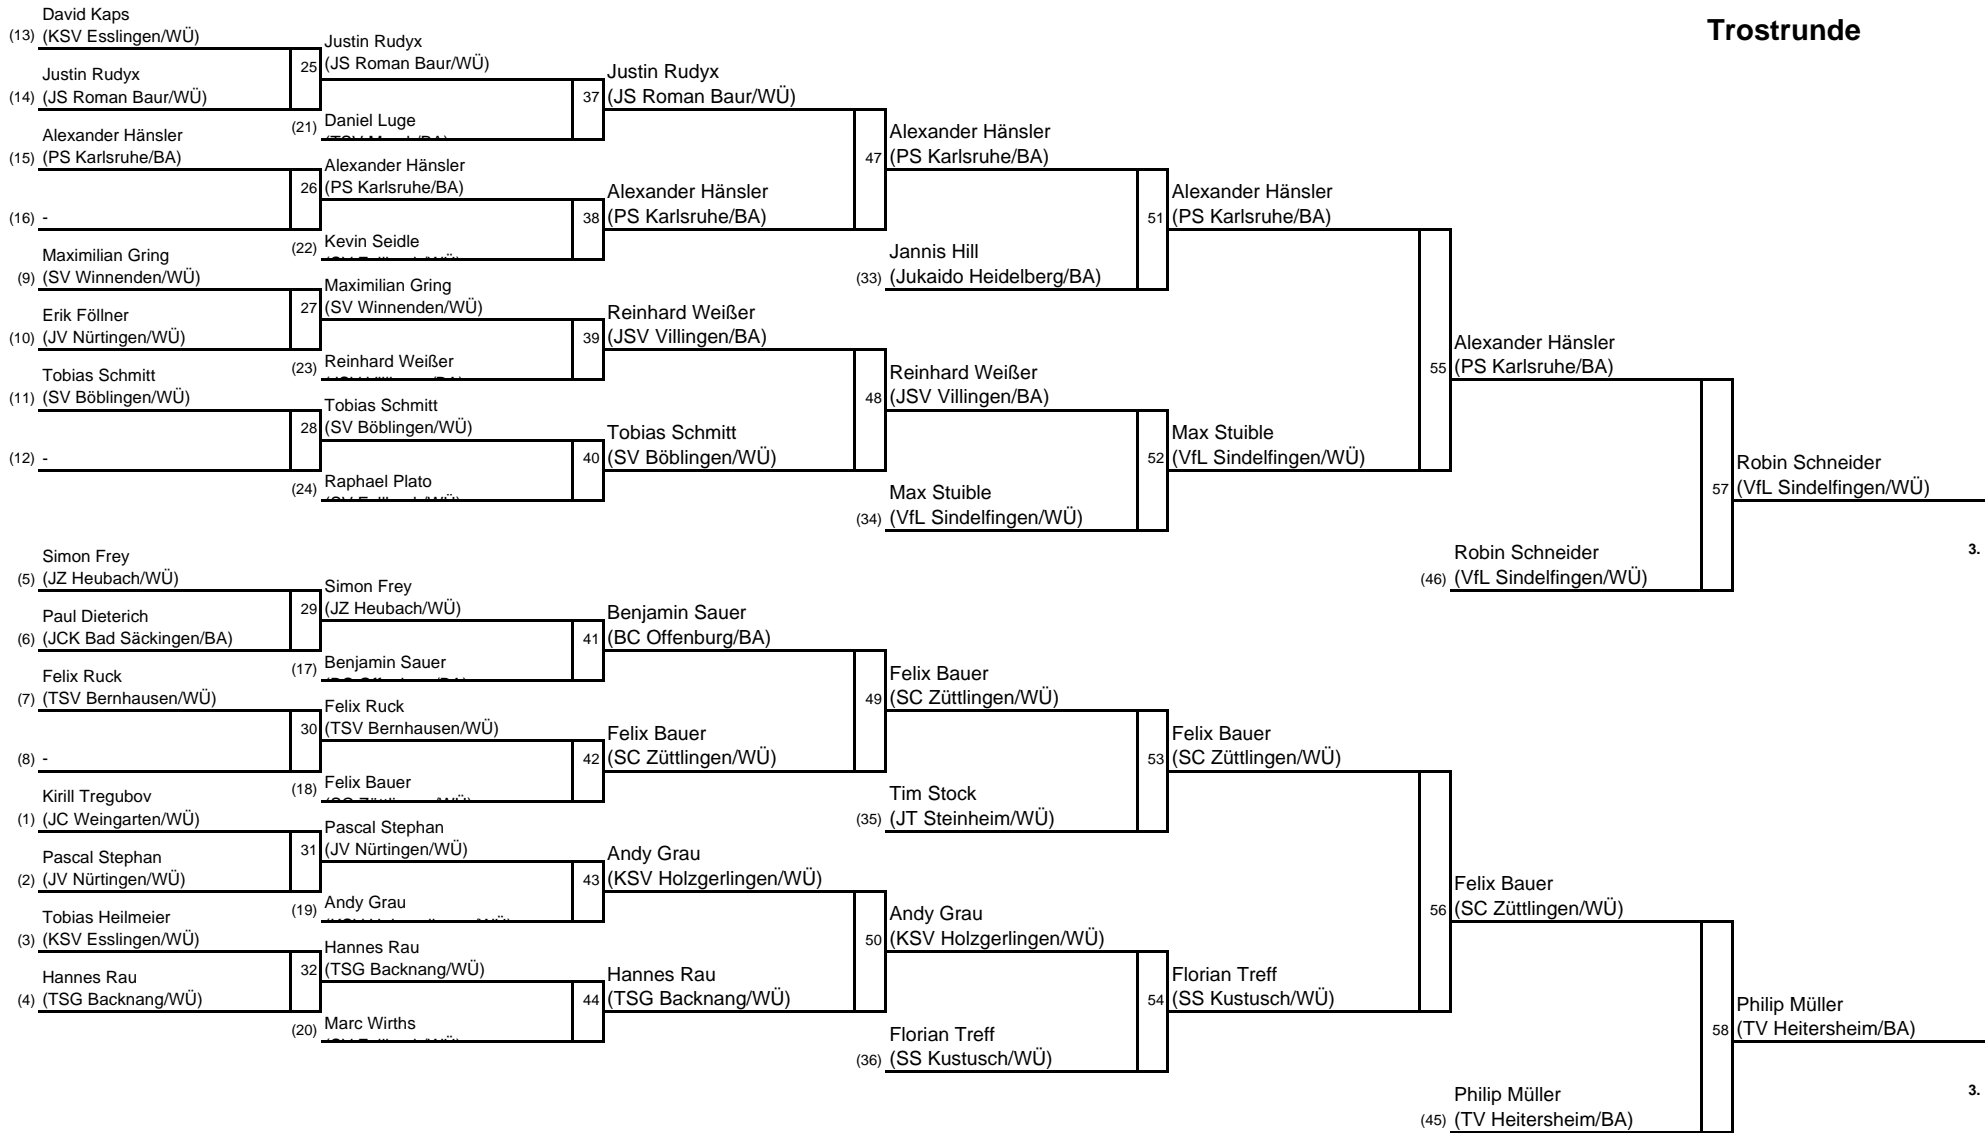 Trostrunde
David Kaps
(13) (KSV Esslingen/WÜ)
Justin Rudyx
(14) (JS Roman Baur/WÜ)
Alexander Hänsler
(15) (PS Karlsruhe/BA)
(16) -
Maximilian Gring
(9) (SV Winnenden/WÜ)
Erik Föllner
(10) (JV Nürtingen/WÜ)
Tobias Schmitt
(11) (SV Böblingen/WÜ)
(12) -
Simon Frey
(5) (JZ Heubach/WÜ)
Paul Dieterich
(6) (JCK Bad Säckingen/BA)
Felix Ruck
(7) (TSV Bernhausen/WÜ)
(8) -
Kirill Tregubov
(1) (JC Weingarten/WÜ)
Pascal Stephan
(2) (JV Nürtingen/WÜ)
Tobias Heilmeier
(3) (KSV Esslingen/WÜ)
Hannes Rau
(4) (TSG Backnang/WÜ)
Justin Rudyx
25 (JS Roman Baur/WÜ)
(21) Daniel Luge
Alexander Hänsler
26 (PS Karlsruhe/BA)
(22) Kevin Seidle
Maximilian Gring
27 (SV Winnenden/WÜ)
(23) Reinhard Weißer
Tobias Schmitt
28 (SV Böblingen/WÜ)
(24) Raphael Plato
Simon Frey
29 (JZ Heubach/WÜ)
(17) Benjamin Sauer
Felix Ruck
30 (TSV Bernhausen/WÜ)
(18) Felix Bauer
Pascal Stephan
31 (JV Nürtingen/WÜ)
(19) Andy Grau
Hannes Rau
32 (TSG Backnang/WÜ)
(20) Marc Wirths
Justin Rudyx
37 (JS Roman Baur/WÜ)
Alexander Hänsler
38 (PS Karlsruhe/BA)
Reinhard Weißer
39 (JSV Villingen/BA)
Tobias Schmitt
40 (SV Böblingen/WÜ)
Benjamin Sauer
41 (BC Offenburg/BA)
Felix Bauer
42 (SC Züttlingen/WÜ)
Andy Grau
43 (KSV Holzgerlingen/WÜ)
Hannes Rau
44 (TSG Backnang/WÜ)
Alexander Hänsler
47 (PS Karlsruhe/BA)
Jannis Hill
(33) (Jukaido Heidelberg/BA)
Reinhard Weißer
48 (JSV Villingen/BA)
Max Stuible
(34) (VfL Sindelfingen/WÜ)
Felix Bauer
49 (SC Züttlingen/WÜ)
Tim Stock
(35) (JT Steinheim/WÜ)
Andy Grau
50 (KSV Holzgerlingen/WÜ)
Florian Treff
(36) (SS Kustusch/WÜ)
Alexander Hänsler
51 (PS Karlsruhe/BA)
Max Stuible
52 (VfL Sindelfingen/WÜ)
Felix Bauer
53 (SC Züttlingen/WÜ)
Florian Treff
54 (SS Kustusch/WÜ)
Alexander Hänsler
55 (PS Karlsruhe/BA)
Robin Schneider
(46) (VfL Sindelfingen/WÜ)
Felix Bauer
56 (SC Züttlingen/WÜ)
Philip Müller
(45) (TV Heitersheim/BA)
Robin Schneider
57 (VfL Sindelfingen/WÜ)
3.
Philip Müller
58 (TV Heitersheim/BA)
3.